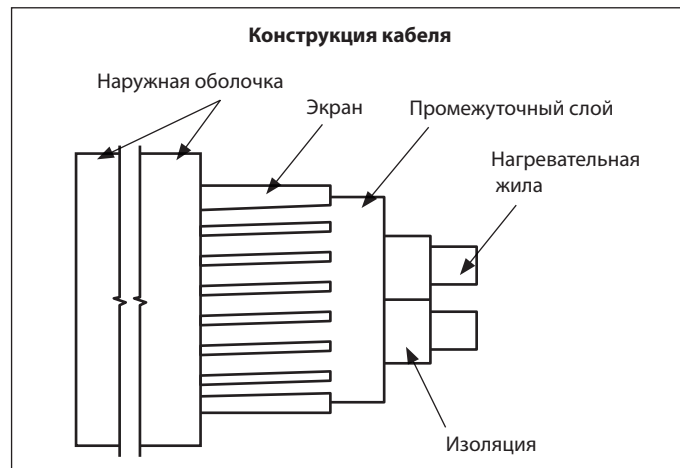 Конструкция кабеля
Наружная оболочка
Экран
Промежуточный слой
Нагревательная
жила
Изоляция